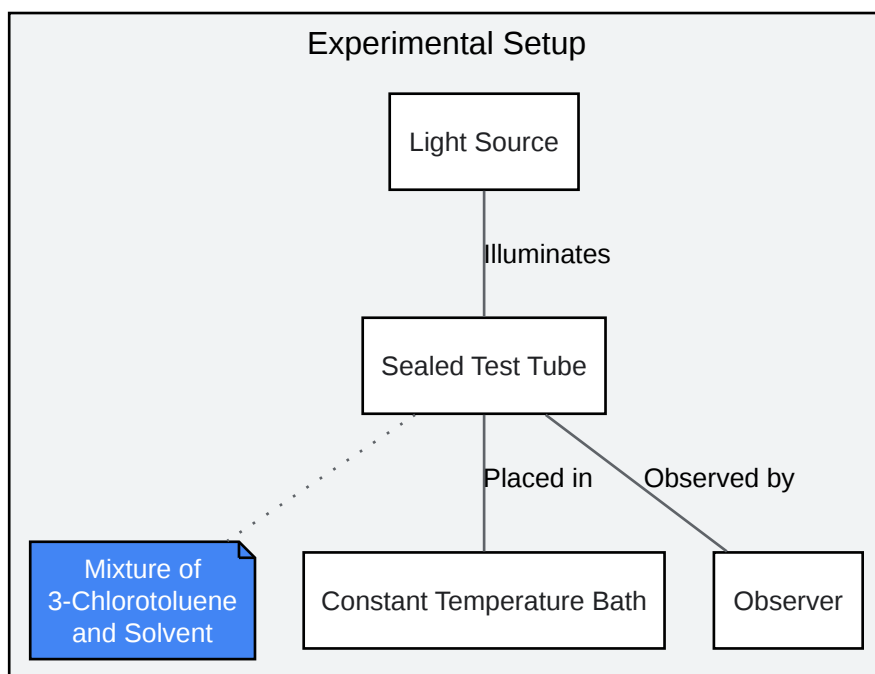 Experimental Setup
Light Source
Illuminates
Sealed Test Tube
Placed in
Observed by
Mixture of
3-Chlorotoluene
and Solvent
Constant Temperature Bath
Observer